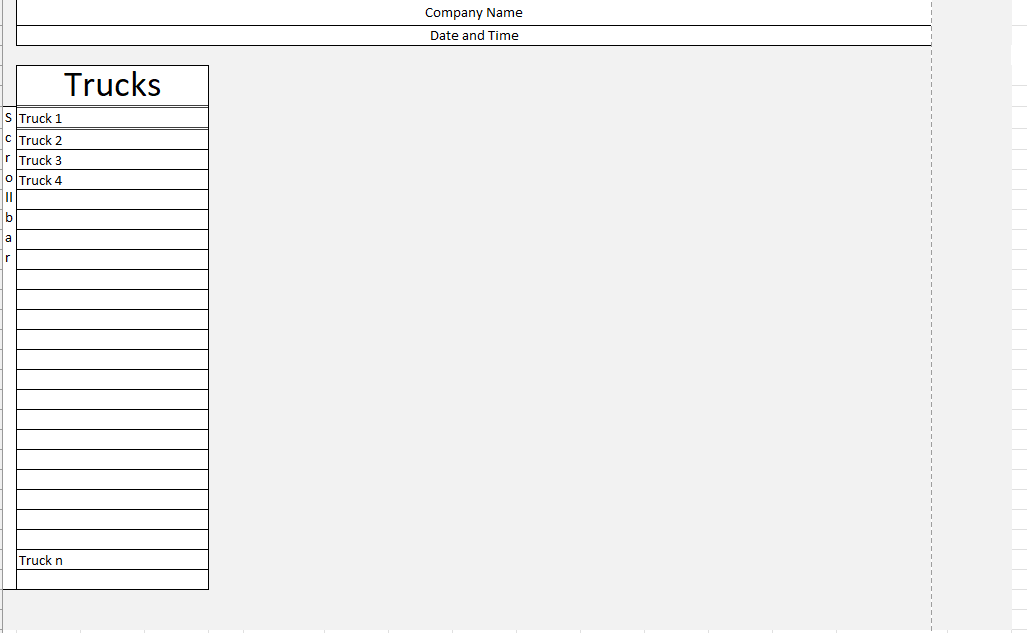 Company Name
Date and Time
Trucks
S
c
r
o
ll
b
a
r
Truck 1
Truck 2
Truck 3
Truck 4
Truck n